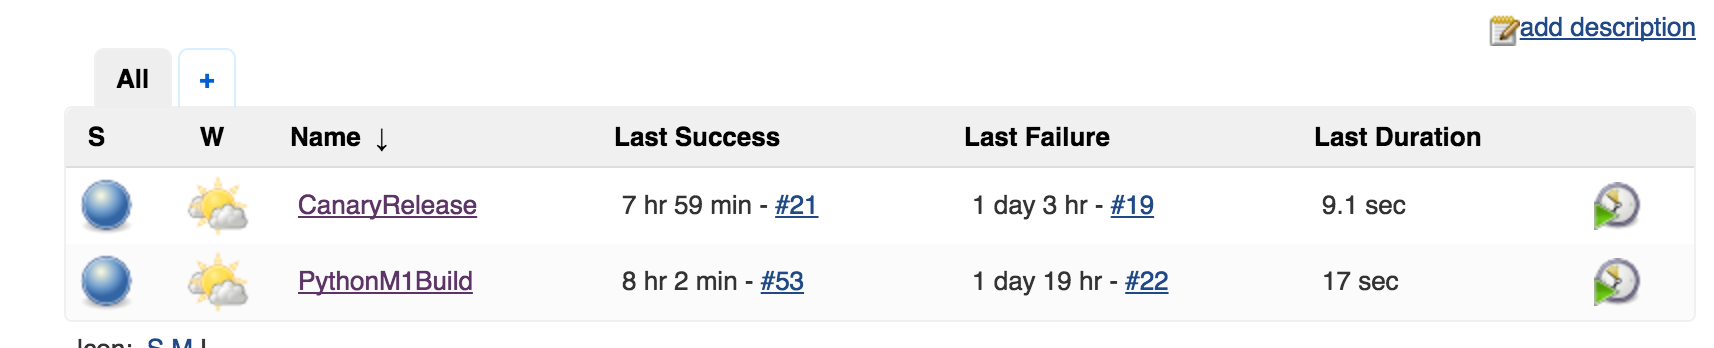 add description
All +
S W Name ↓ Last Success Last Failure Last Duration
CanaryRelease 7 hr 59 min - #21 1 day 3 hr - #19 9.1 sec
PythonM1Build 8 hr 2 min - #53 1 day 19 hr - #22 17 sec
Icon: S M L